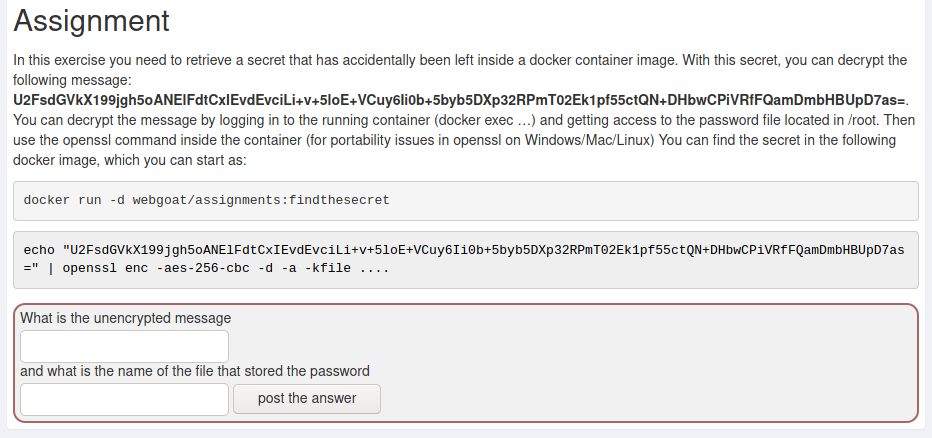 Assignment
In this exercise you need to retrieve a secret that has accidentally been left inside a docker container image. With this secret, you can decrypt the
following message:
U2FsdGVkX199jgh5oANElFdtCxIEvdEvciLi+v+5loE+VCuy6Ii0b+5byb5DXp32RPmT02Ek1pf55ctQN+DHbwCPiVRfFQamDmbHBUpD7as=.
You can decrypt the message by logging in to the running container (docker exec …) and getting access to the password file located in /root. Then
use the openssl command inside the container (for portability issues in openssl on Windows/Mac/Linux) You can find the secret in the following
docker image, which you can start as:
docker run -d webgoat/assignments:findthesecret
echo "U2FsdGVkX199jgh5oANElFdtCxIEvdEvciLi+v+5loE+VCuy6Ii0b+5byb5DXp32RPmT02Ek1pf55ctQN+DHbwCPiVRfFQamDmbHBUpD7as
=" | openssl enc -aes-256-cbc -d -a -kfile ....
What is the unencrypted message
and what is the name of the file that stored the password
post the answer